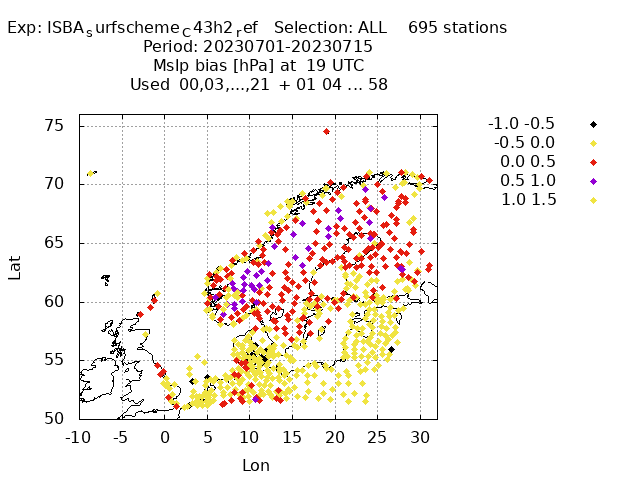 Exp: ISBAsurfschemeC43h2ref Selection: ALL 695 stations
Period: 20230701-20230715
Mslp bias [hPa] at 19 UTC
Used 00,03,...,21 + 01 04 ... 58
-1.0 -0.5
-0.5 0.0
0.0 0.5
0.5 1.0
1.0 1.5
75
70
65
60
55
50
Lat
-10 -5 0 5 10 15 20 25 30
Lon